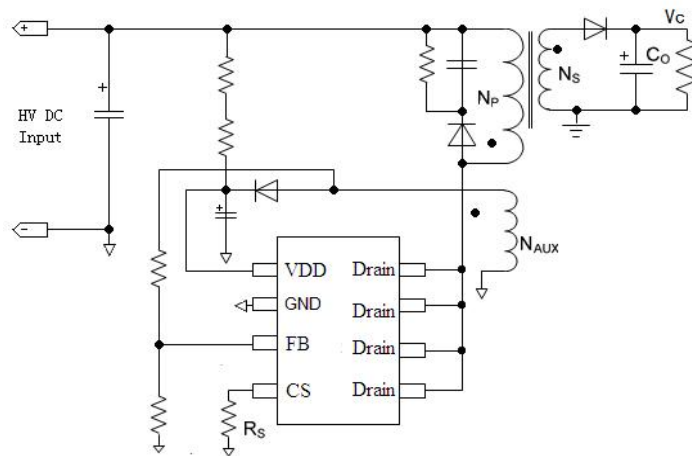 +
Vc
+
+
Co
HV DC
Input
NP
NS
-
+
NAUX
VDD Drain
GND Drain
FB Drain
CS Drain
RS